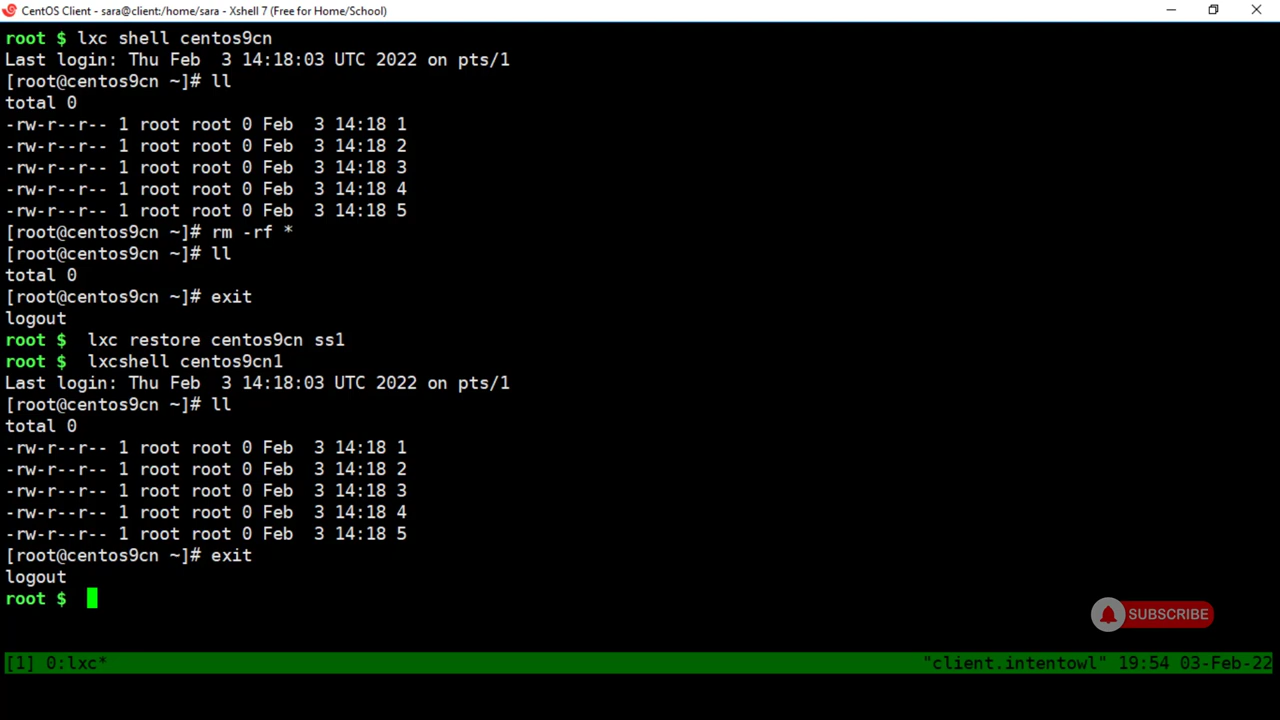 CentOS Client - sara@client:/home/sara - Xshell 7 (Free for Home/School)
root $ lxc shell centos9cn
Last login: Thu Feb  3 14:18:03 UTC 2022 on pts/1
[root@centos9cn ~]# ll
total 0
-rw-r--r-- 1 root root 0 Feb  3 14:18 1
-rw-r--r-- 1 root root 0 Feb  3 14:18 2
-rw-r--r-- 1 root root 0 Feb  3 14:18 3
-rw-r--r-- 1 root root 0 Feb  3 14:18 4
-rw-r--r-- 1 root root 0 Feb  3 14:18 5
[root@centos9cn ~]# rm -rf *
[root@centos9cn ~]# ll
total 0
[root@centos9cn ~]# exit
logout
root $  lxc restore centos9cn ss1
root $  lxcshell centos9cn1
Last login: Thu Feb  3 14:18:03 UTC 2022 on pts/1
[root@centos9cn ~]# ll
total 0
-rw-r--r-- 1 root root 0 Feb  3 14:18 1
-rw-r--r-- 1 root root 0 Feb  3 14:18 2
-rw-r--r-- 1 root root 0 Feb  3 14:18 3
-rw-r--r-- 1 root root 0 Feb  3 14:18 4
-rw-r--r-- 1 root root 0 Feb  3 14:18 5
[root@centos9cn ~]# exit
logout
root $
SUBSCRIBE
[1] 0:lxc* "client.intentowl" 19:54 03-Feb-22